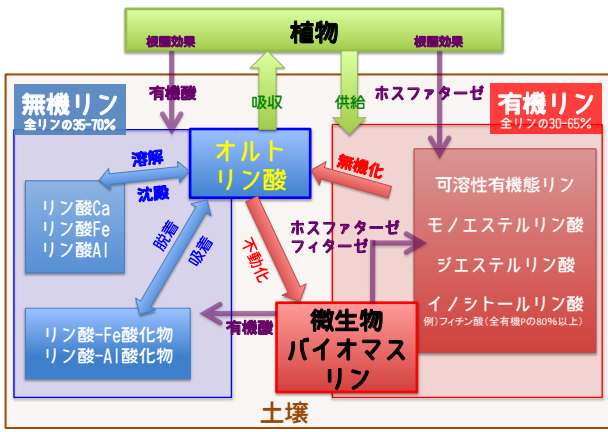 植物
根圏効果
根圏効果
有機酸
吸収
供給
ホスファターゼ
無機リン
全リンの35-70%
有機リン
全リンの30-65%
オルト
リン酸
溶解
沈殿
無機化
リン酸Ca
リン酸Fe
リン酸Al
脱着
吸着
不動化
ホスファターゼ
フィターゼ
可溶性有機態リン
モノエステルリン酸
ジエステルリン酸
イノシトールリン酸
例）フィチン酸（全有機Pの80%以上）
リン酸-Fe酸化物
リン酸-Al酸化物
有機酸
微生物
バイオマス
リン
土壌